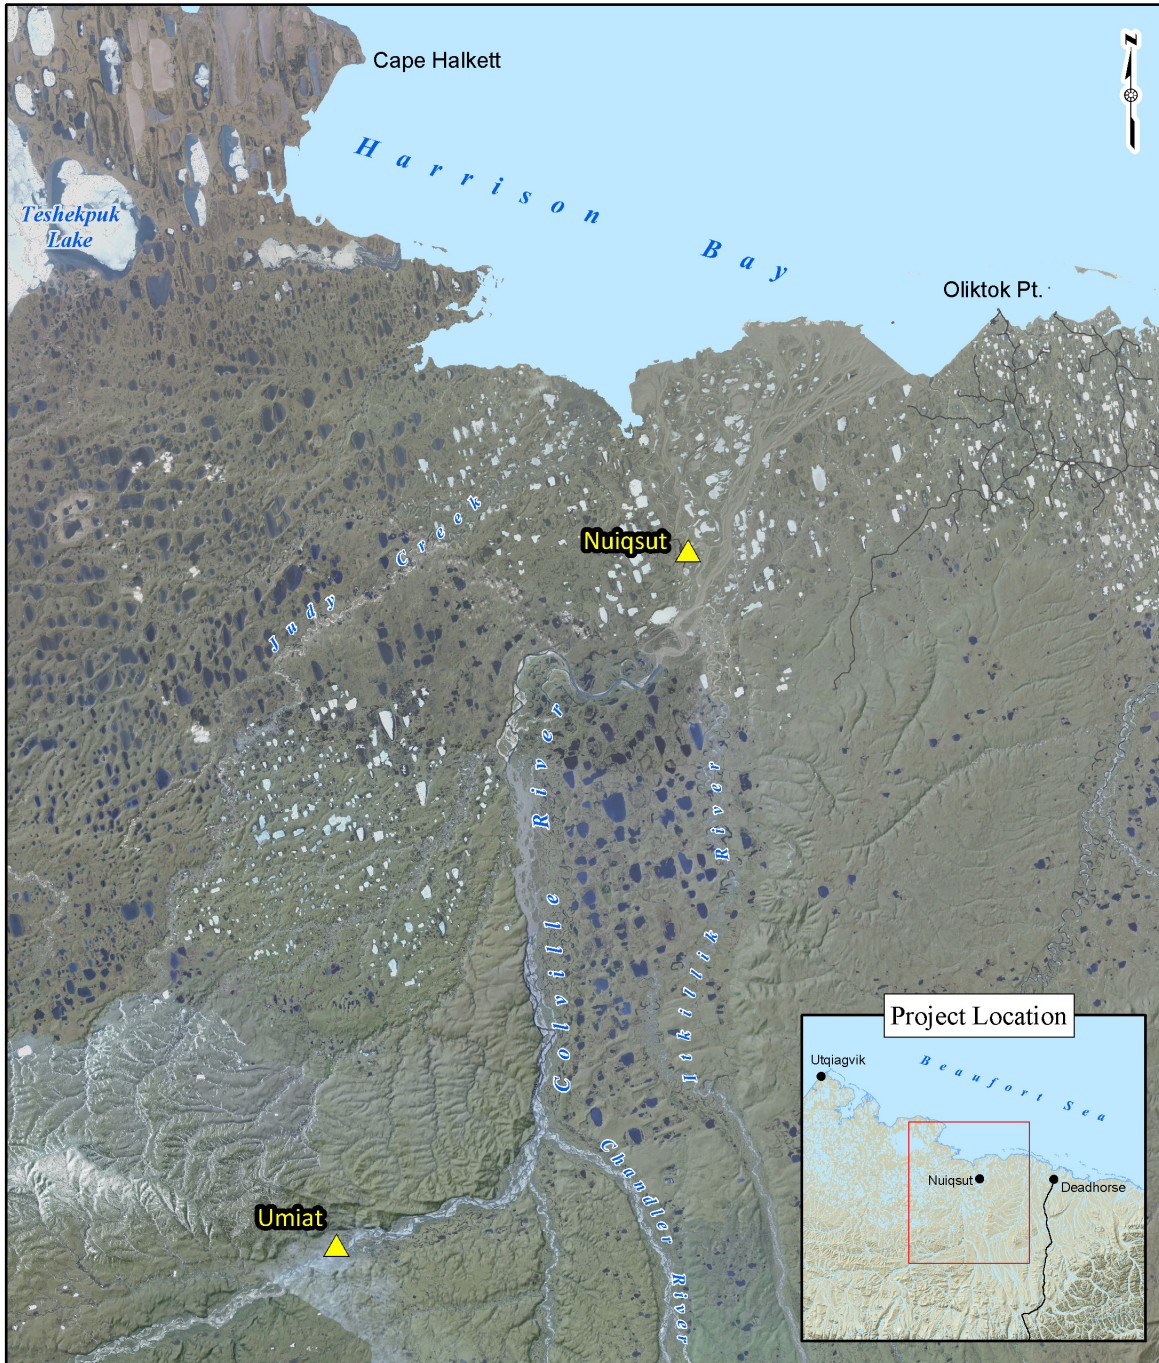 Cape Halkett
N
Harrison Bay
Teshekpuk
Lake
Oliktok Pt.
Judy Creek
Nuiqsut
Colville River
Itkillik River
Chandler River
Umiat
Project Location
Utqiagvik
Beaufort Sea
Nuiqsut
Deadhorse